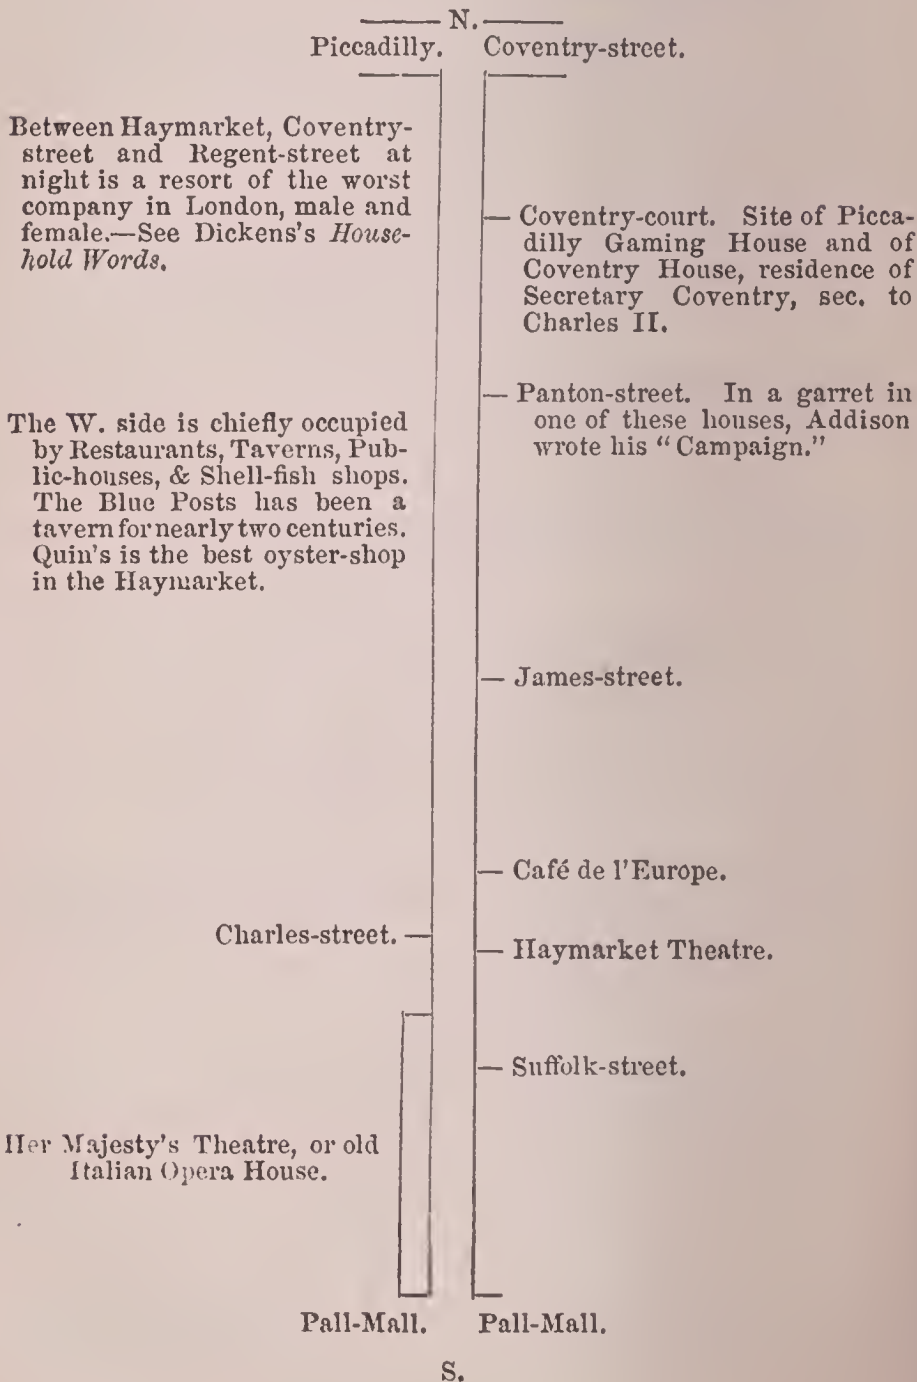 N.
Piccadilly. Coventry-street.
Between Haymarket, Coventry-
street and Regent-street at
night is a resort of the worst
company in London, male and
female.—See Dickens's House-
hold Words.
Coventry-court. Site of Picca-
dilly Gaming House and of
Coventry House, residence of
Secretary Coventry, sec. to
Charles II.
Panton-street. In a garret in
one of these houses, Addison
wrote his "Campaign."
The W. side is chiefly occupied
by Restaurants, Taverns, Pub-
lic-houses, & Shell-fish shops.
The Blue Posts has been a
tavern for nearly two centuries.
Quin's is the best oyster-shop
in the Haymarket.
James-street.
Café de l'Europe.
Charles-street.
Haymarket Theatre.
Suffolk-street.
Her Majesty's Theatre, or old
Italian Opera House.
Pall-Mall. Pall-Mall.
S.